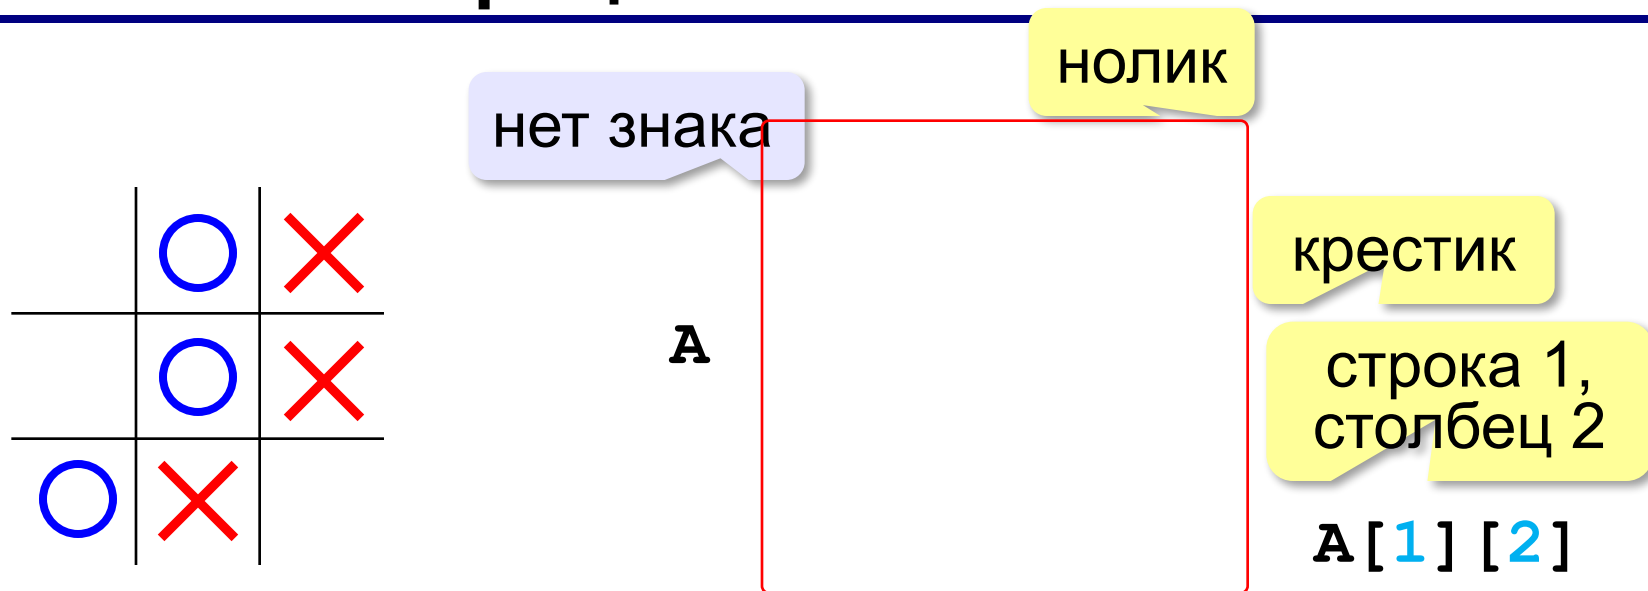 нолик
нет знака
крестик
A
строка 1,
столбец 2
A[1][2]